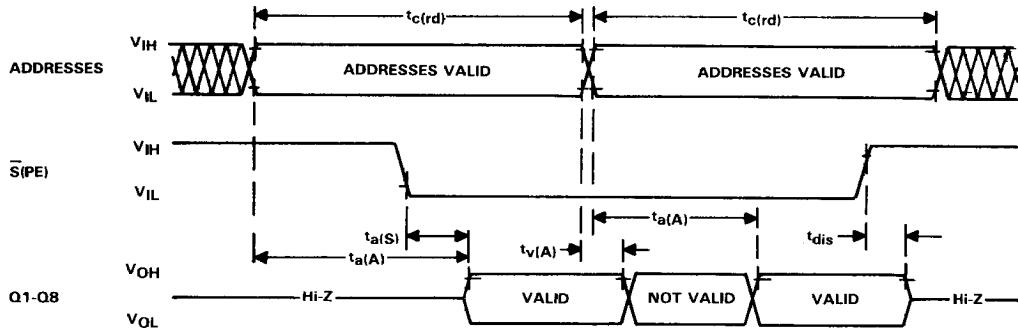 tc(rd) tc(rd)
VIH
ADDRESSES ADDRESSES VALID ADDRESSES VALID
VIL
VIH
S̅(PE)
VIL
ta(A)
ta(S) tv(A) tdis
ta(A)
VOH
Q1-Q8 Hi-Z VALID NOT VALID VALID Hi-Z
VOL